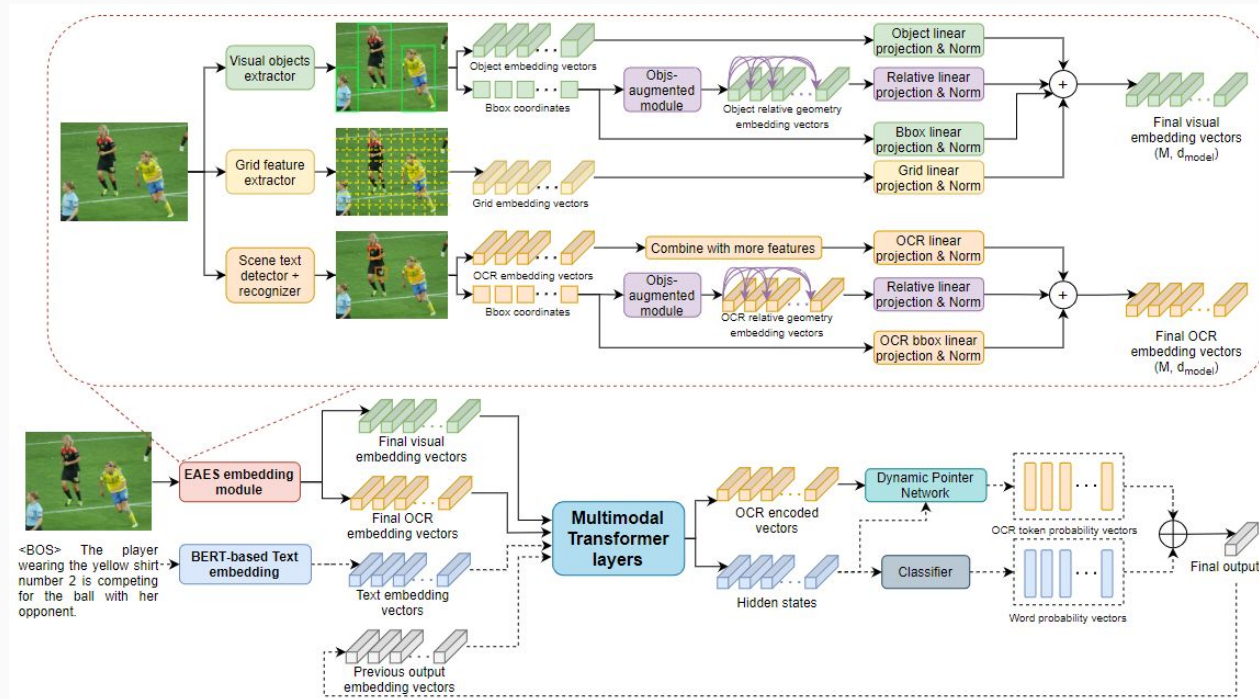 Visual objects
extractor
Object embedding vectors
Bbox coordinates
Objs-
augmented
module
Object relative geometry
embedding vectors
Object linear
projection & Norm
Relative linear
projection & Norm
Bbox linear
projection & Norm
+
Final visual
embedding vectors
(M, d_model)
Grid feature
extractor
Grid embedding vectors
Grid linear
projection & Norm
Scene text
detector +
recognizer
OCR embedding vectors
Bbox coordinates
Combine with more features
Objs-
augmented
module
OCR relative geometry
embedding vectors
OCR linear
projection & Norm
Relative linear
projection & Norm
OCR bbox linear
projection & Norm
+
Final OCR
embedding vectors
(M, d_model)
EAES embedding
module
Final visual
embedding vectors
Final OCR
embedding vectors
<BOS> The player
wearing the yellow shirt
number 2 is competing
for the ball with her
opponent.
BERT-based Text
embedding
Text embedding
vectors
Previous output
embedding vectors
Multimodal
Transformer
layers
OCR encoded
vectors
Hidden states
Dynamic Pointer
Network
Classifier
OCR token probability vectors
Word probability vectors
Final output